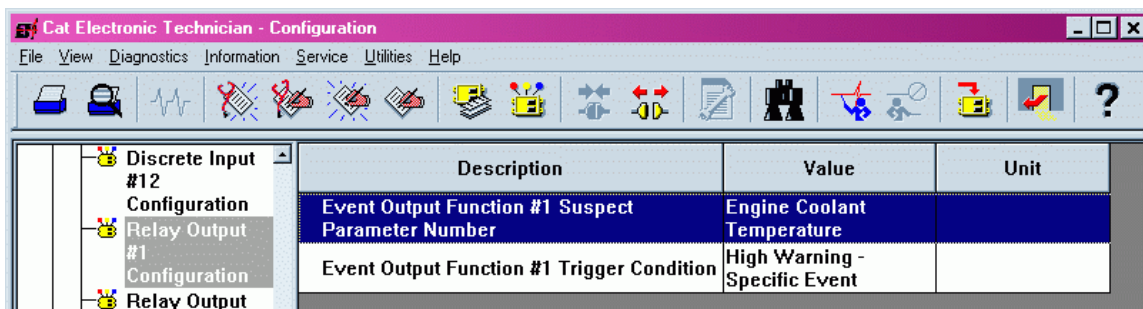 Cat Electronic Technician - Configuration
File View Diagnostics Information Service Utilities Help
?
Discrete Input
#12
Configuration
Relay Output
#1
Configuration
Relay Output
Description Value Unit
Event Output Function #1 Suspect
Parameter Number
Engine Coolant
Temperature
Event Output Function #1 Trigger Condition
High Warning -
Specific Event